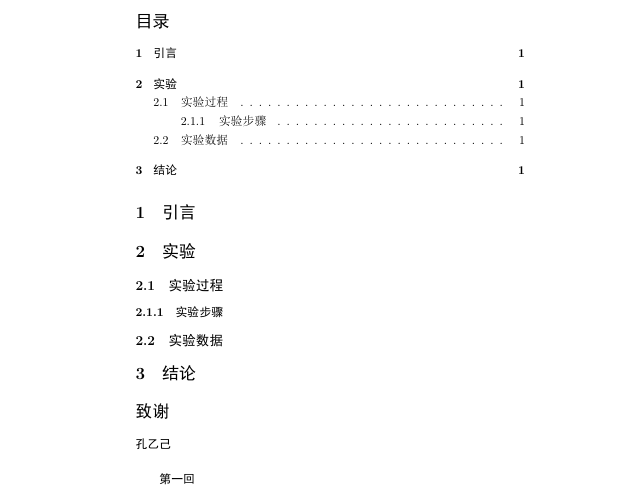 目录
1 引言 1
2 实验 1
2.1 实验过程 . . . . . . . . . . . . . . . . . . . . . . . . . . . . . 1
2.1.1 实验步骤 . . . . . . . . . . . . . . . . . . . . . . . . . 1
2.2 实验数据 . . . . . . . . . . . . . . . . . . . . . . . . . . . . . 1
3 结论 1
1 引言
2 实验
2.1 实验过程
2.1.1 实验步骤
2.2 实验数据
3 结论
致谢
孔乙己
第一回